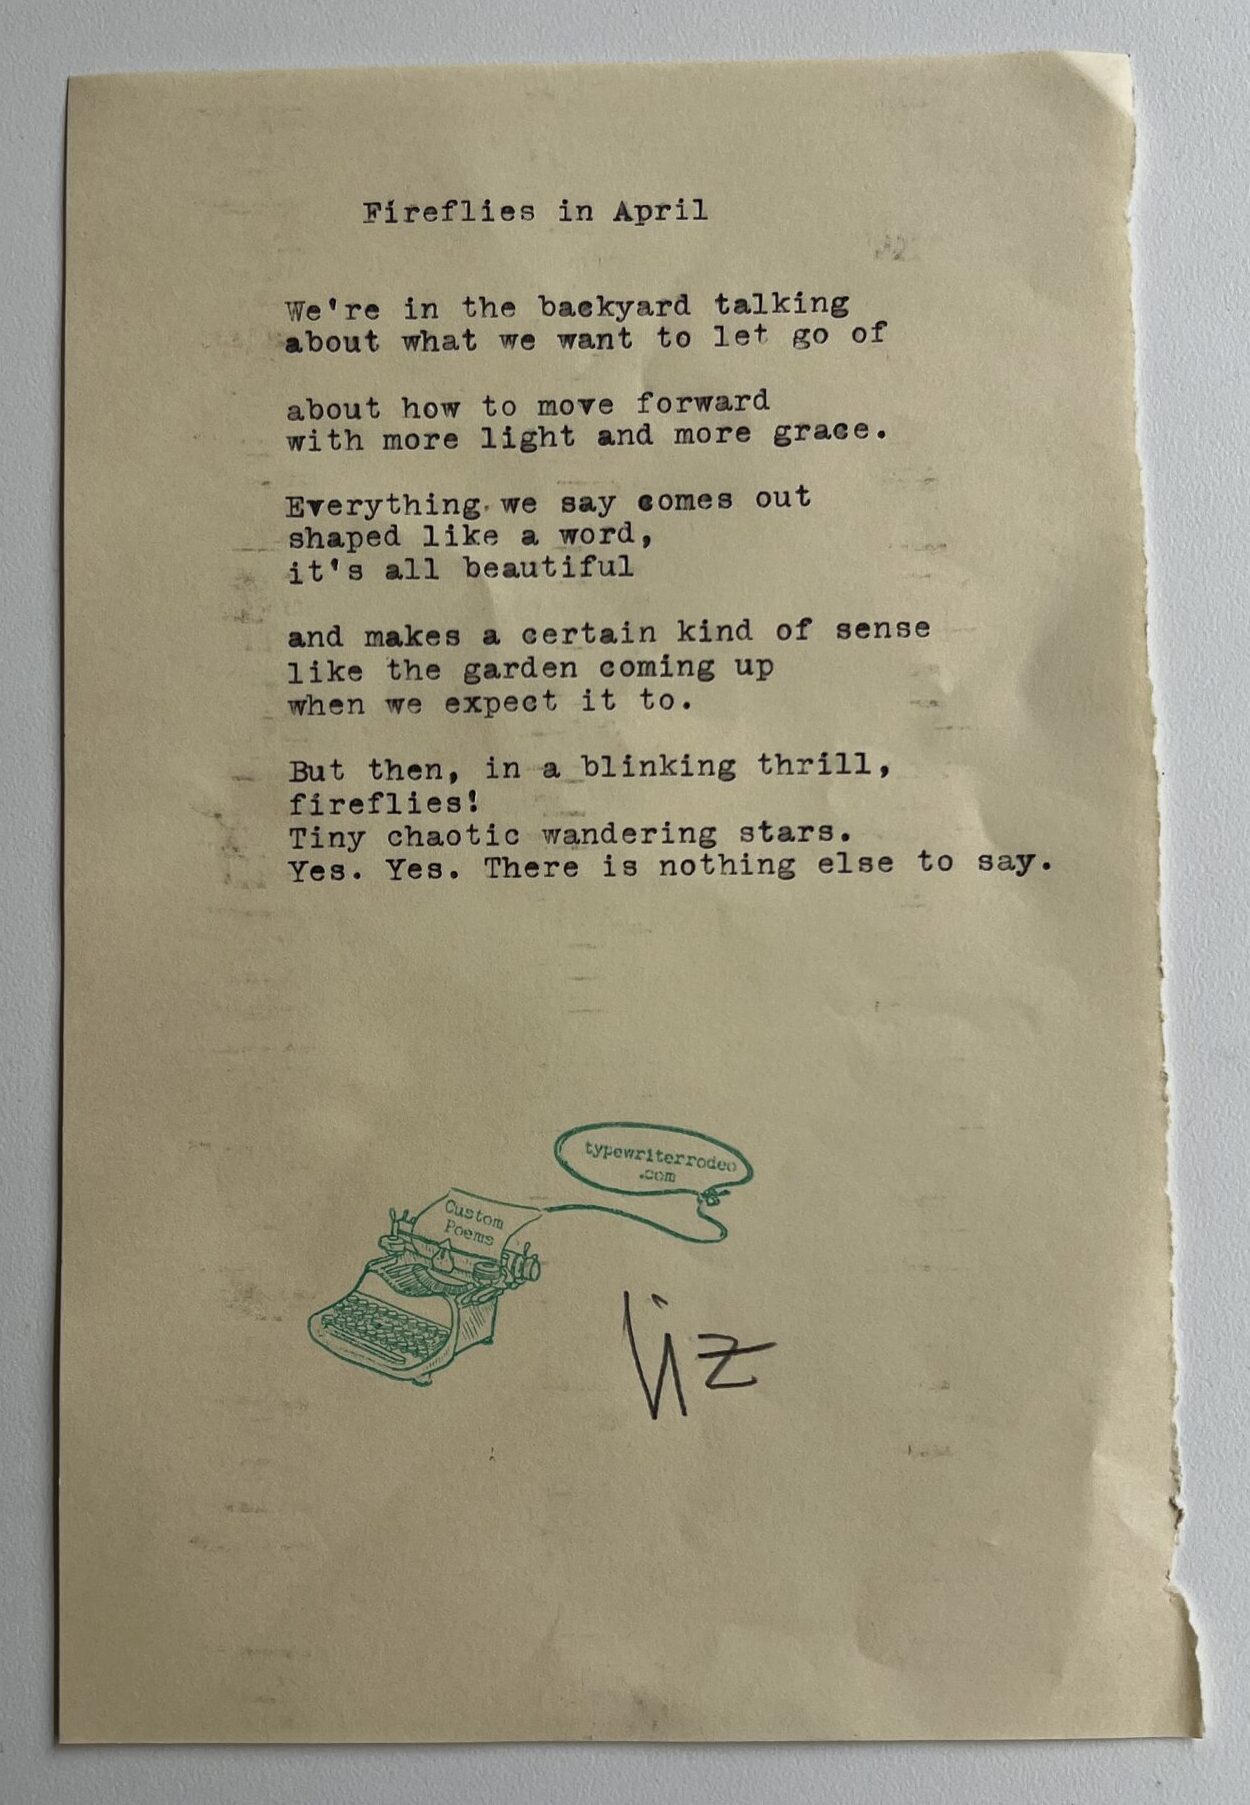 Fireflies in April
We're in the backyard talking
about what we want to let go of
about how to move forward
with more light and more grace.
Everything we say comes out
shaped like a word,
it's all beautiful
and makes a certain kind of sense
like the garden coming up
when we expect it to.
But then, in a blinking thrill,
fireflies!
Tiny chaotic wandering stars.
Yes. Yes. There is nothing else to say.
typewriterrodeo
.com
Custom
Poems
Liz